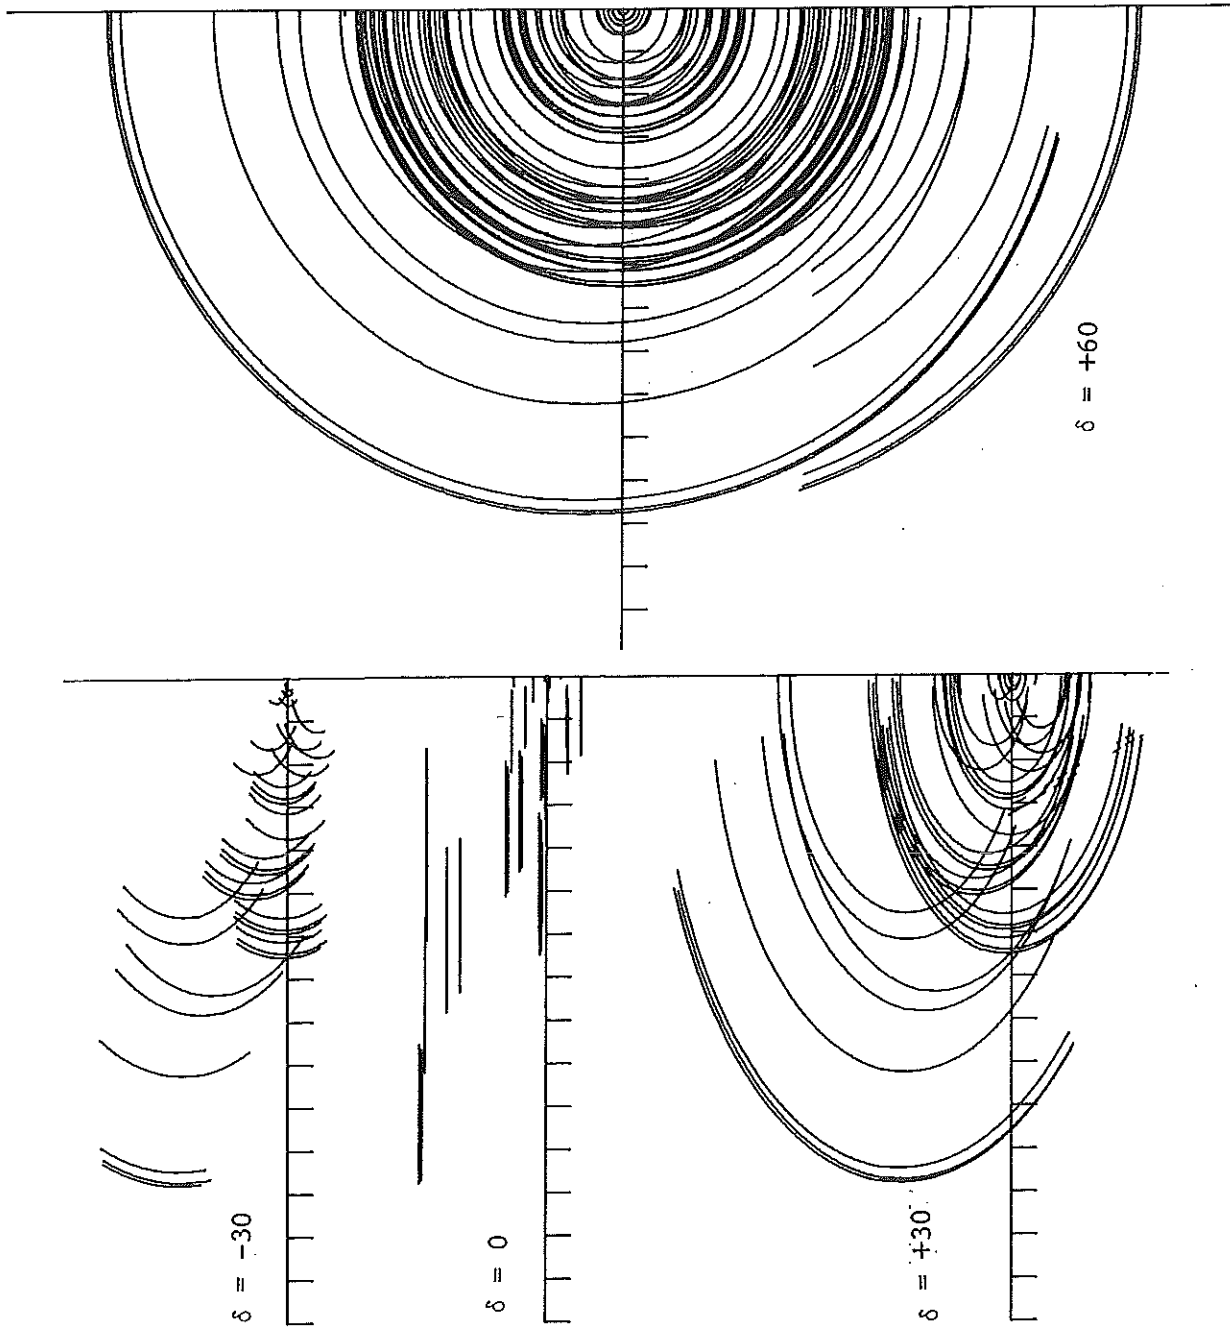 δ = +60
δ = -30
δ = 0
δ = +30